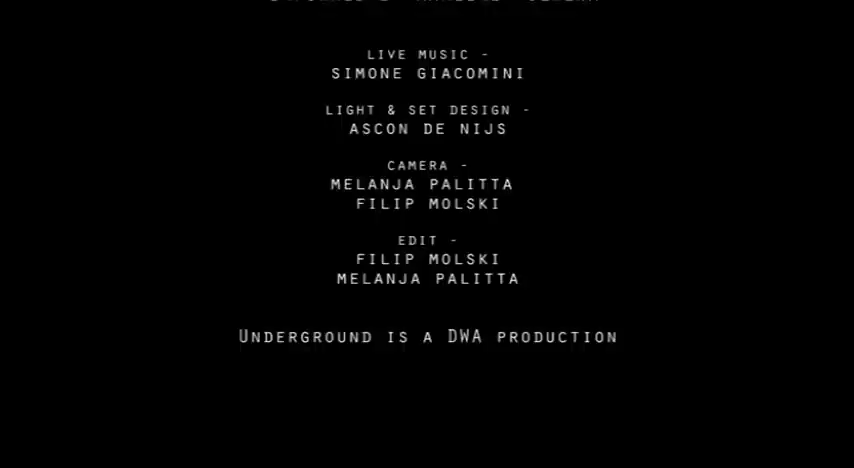 LIVE MUSIC -
SIMONE GIACOMINI
LIGHT & SET DESIGN -
ASCON DE NIJS
CAMERA -
MELANJA PALITTA
FILIP MOLSKI
EDIT -
FILIP MOLSKI
MELANJA PALITTA
UNDERGROUND IS A DWA PRODUCTION